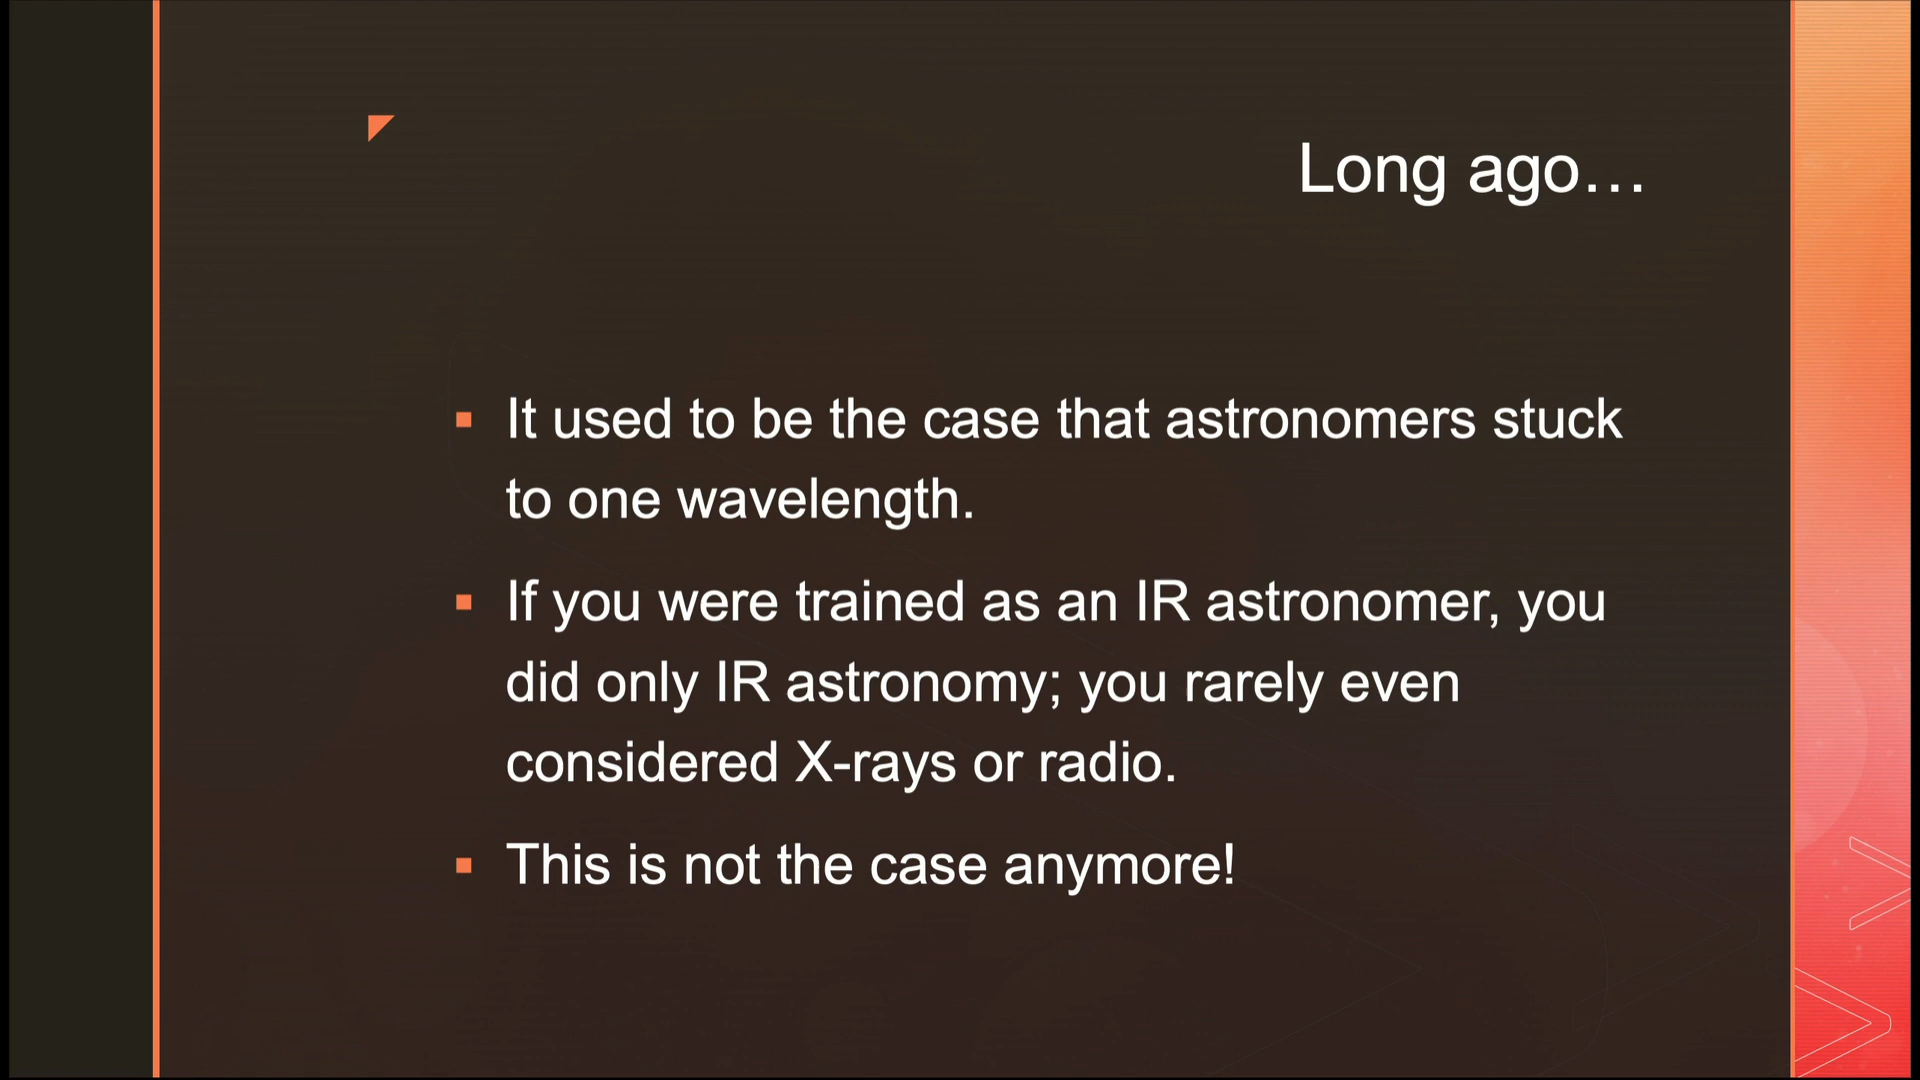 Long ago…
It used to be the case that astronomers stuck
to one wavelength.
If you were trained as an IR astronomer, you
did only IR astronomy; you rarely even
considered X-rays or radio.
This is not the case anymore!